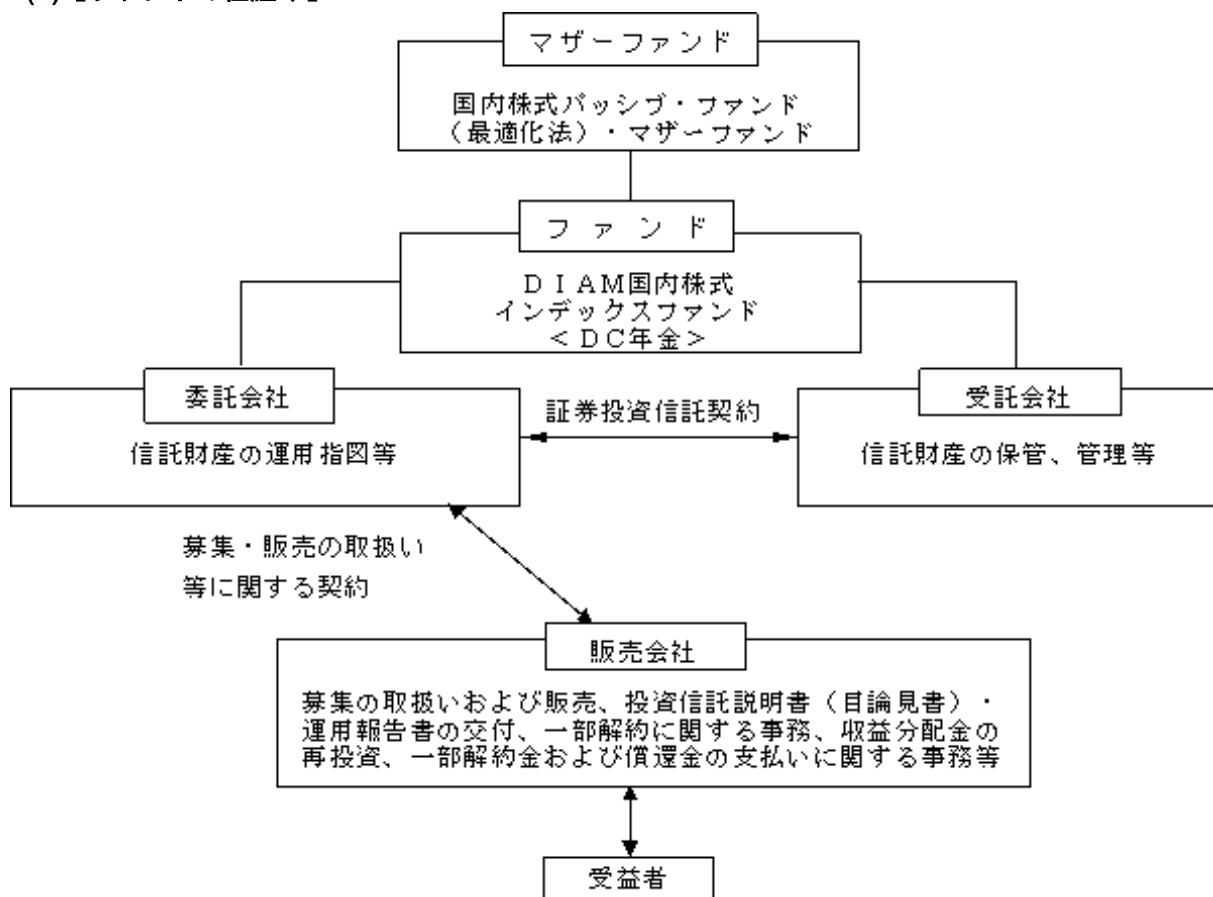 マザーファンド
国内株式パッシブ・ファンド
（最適化法）・マザーファンド
ファンド
ＤＩＡＭ国内株式
インデックスファンド
＜ＤＣ年金＞
委託会社
証券投資信託契約
受託会社
信託財産の運用指図等
信託財産の保管、管理等
募集・販売の取扱い
等に関する契約
販売会社
募集の取扱いおよび販売、投資信託説明書（目論見書）・
運用報告書の交付、一部解約に関する事務、収益分配金の
再投資、一部解約金および償還金の支払いに関する事務等
受益者